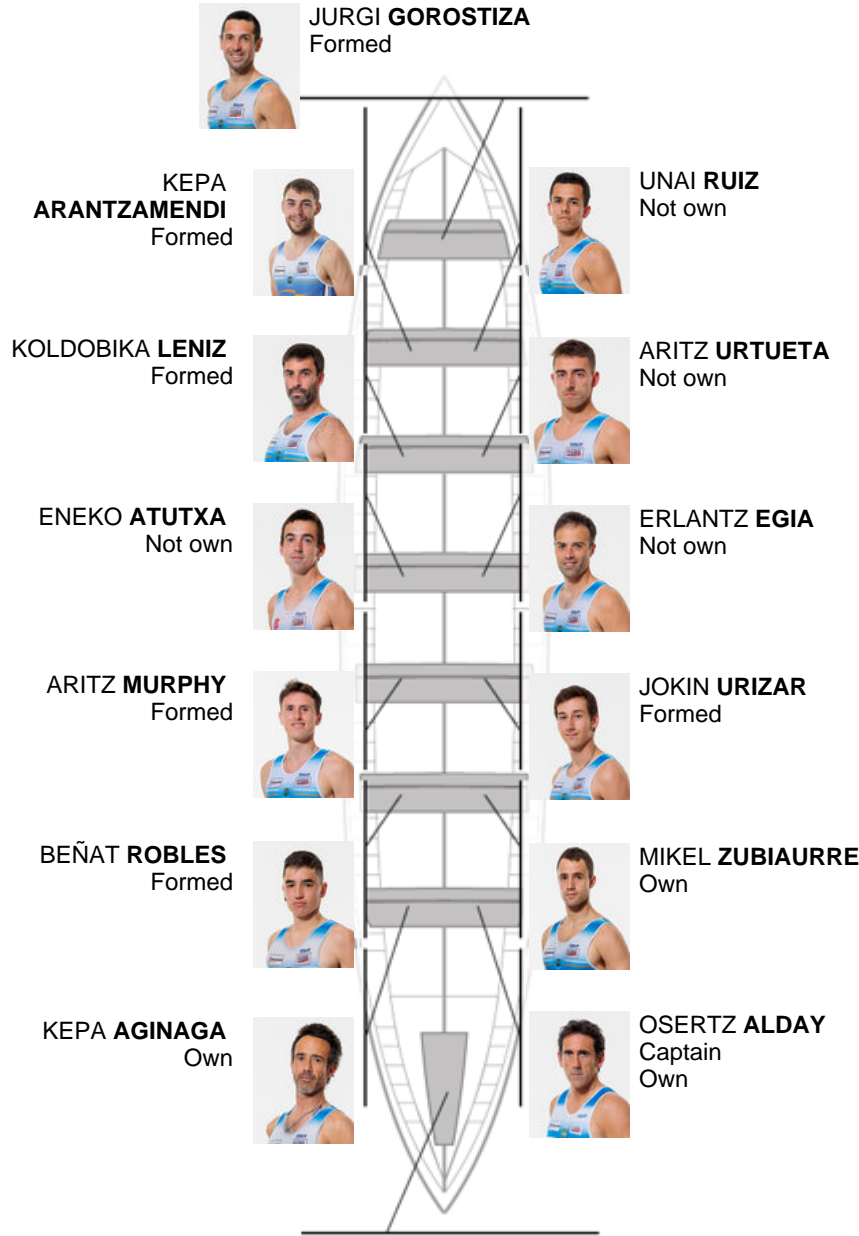 JURGI GOROSTIZA
Formed
KEPA
ARANTZAMENDI
Formed
UNAI RUIZ
Not own
KOLDOBIKA LENIZ
Formed
ARITZ URTUETA
Not own
ENEKO ATUTXA
Not own
ERLANTZ EGIA
Not own
ARITZ MURPHY
Formed
JOKIN URIZAR
Formed
BEÑAT ROBLES
Formed
MIKEL ZUBIAURRE
Own
KEPA AGINAGA
Own
OSERTZ ALDAY
Captain
Own